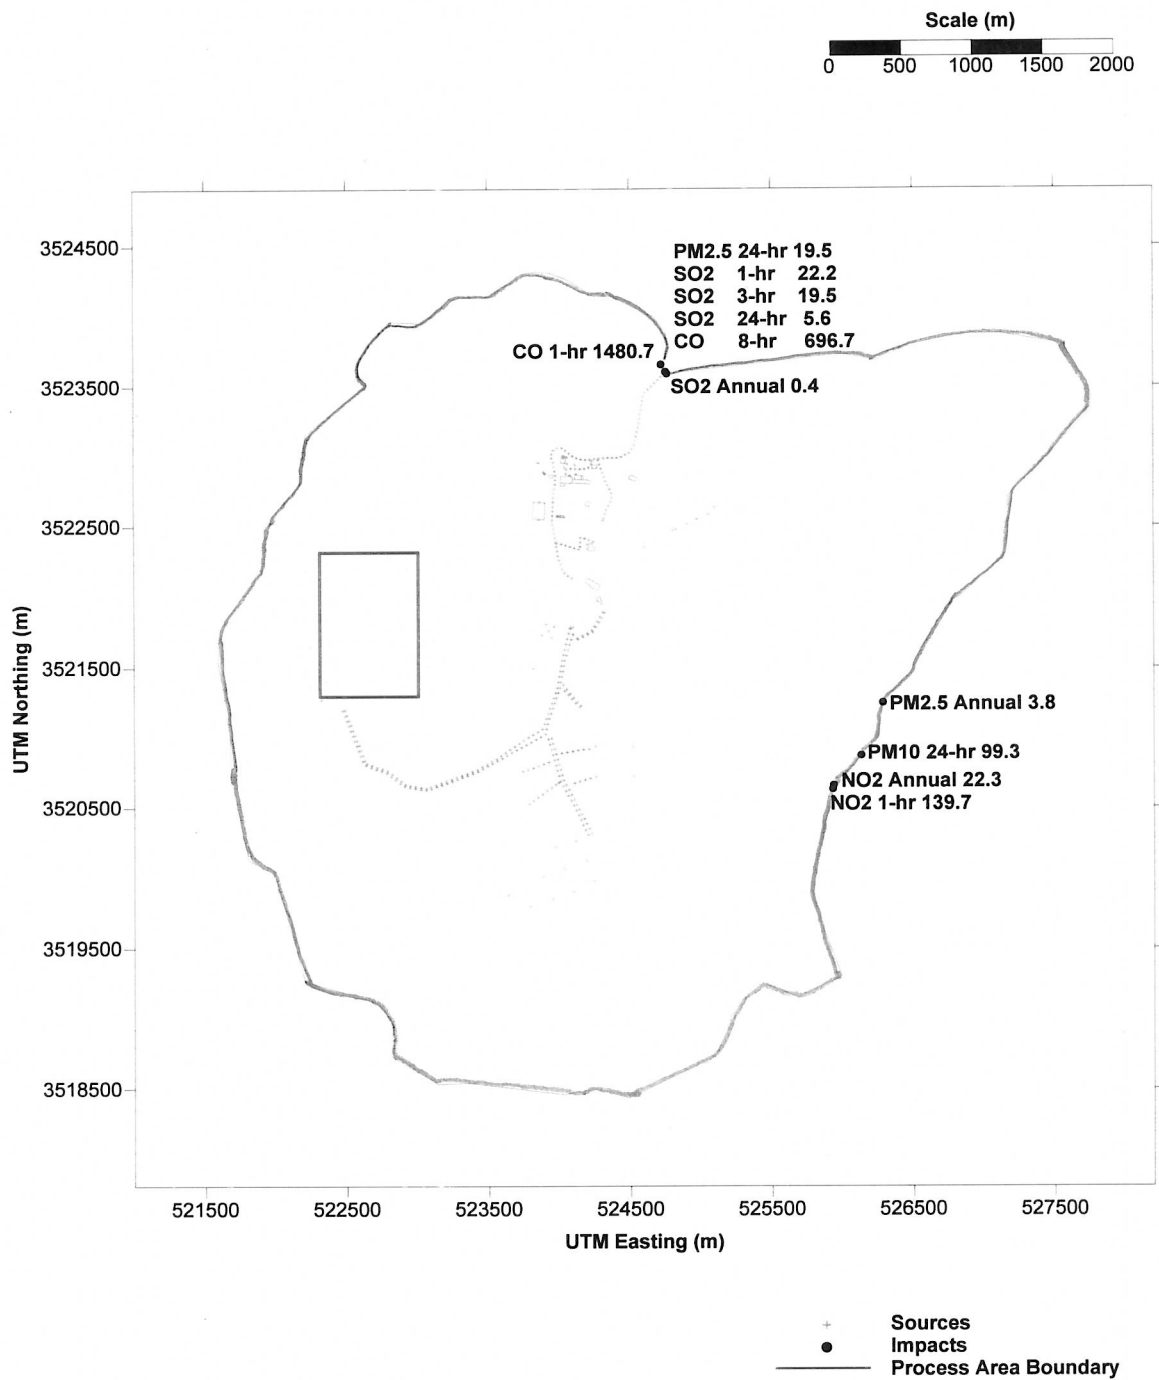 Scale (m)
0 500 1000 1500 2000
3524500
3523500
3522500
3521500
3520500
3519500
3518500
UTM Northing (m)
PM2.5 24-hr 19.5
SO2 1-hr 22.2
SO2 3-hr 19.5
SO2 24-hr 5.6
CO 8-hr 696.7
CO 1-hr 1480.7
SO2 Annual 0.4
PM2.5 Annual 3.8
PM10 24-hr 99.3
NO2 Annual 22.3
NO2 1-hr 139.7
521500 522500 523500 524500 525500 526500 527500
UTM Easting (m)
Sources
Impacts
Process Area Boundary